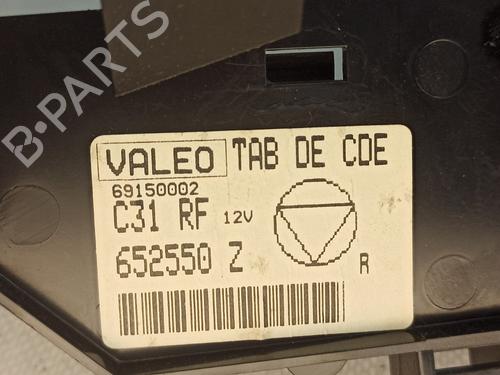 B-PARTS
VALEO TAB DE CDE
69150002
C31 RF 12V
652550 Z R